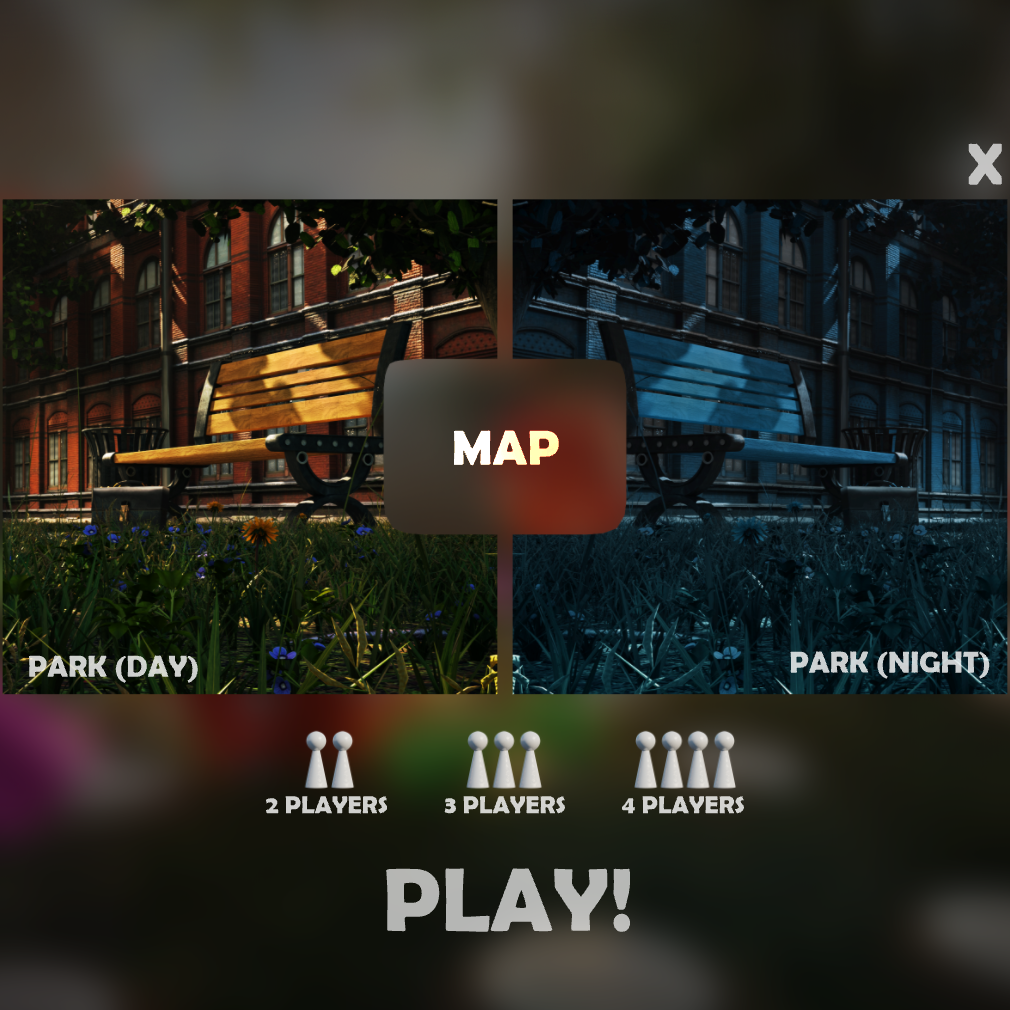 X
MAP
PARK (DAY)
PARK (NIGHT)
2 PLAYERS
3 PLAYERS
4 PLAYERS
PLAY!